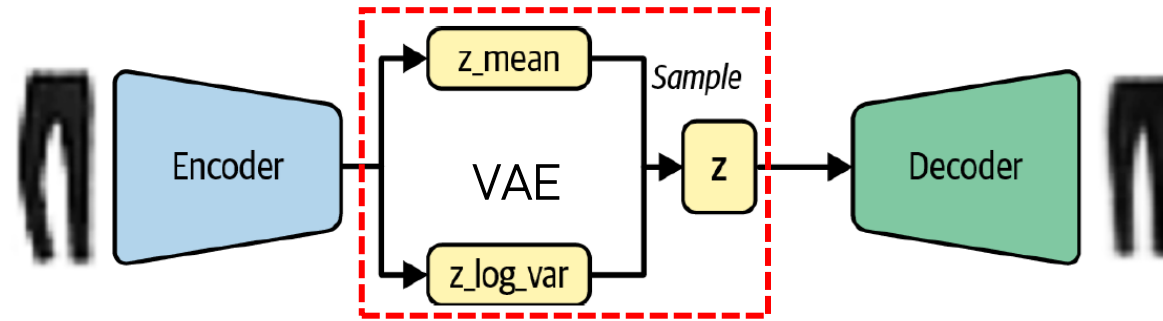 Encoder
z_mean
VAE
z_log_var
Sample
z
Decoder